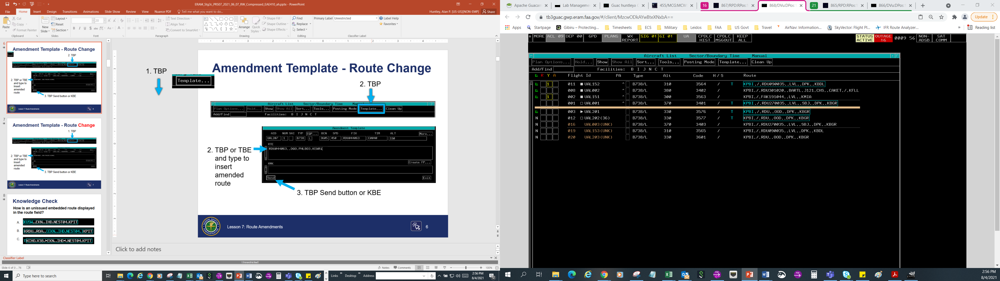 ERAM_Stg3c_PRS07_2021_06_07_RW_Compressed_EAE410_ah.pptx - PowerPoint
File Home Insert Design Transitions Animations Slide Show Review View Nuance PDF Tell me what you want to do...
Huntley, Alan P. [US-US](NON-EMP) Share
Paste
Cut
Copy
Format Painter
Clipboard
New Slide
Layout
Reset
Section
Slides
Font
Text Direction
Align Text
Convert to SmartArt
Paragraph
Arrange
Quick Styles
Shape Fill
Shape Outline
Shape Effects
Drawing
Find
Replace
Select
Editing
Primary Label Unrestricted
Label Help
Favorites
Classifier Label
6
Amendment Template - Route Change
2. TBP
2. TBP or TBE
and type to
insert
amended
route
3. TBP Send button or KBE
Lesson 7: Route Amendments 6
7
Amendment Template - Route Change
1. TBP
2. TBP or TBE
and type to
insert
amended
route
3. TBP Send button or KBE
Lesson 7: Route Amendments 7
8
Knowledge Check
How is an unissued embedded route displayed
in the route field?
A. KUSW..EKN..IHD.NEST04.KPIT
B. KRDU..ROA..[EKN..IHD.NEST04.]KPIT
C. TKCHO.V38.➤EKN..IHD<.NEST04.KPIT
1. TBP
Template...
Amendment Template - Route Change
2. TBP
Aircraft List Sector/Boundary Time Manual
Plan Options... Hold... Show Show All Sort... Tools... Posting Mode Template... Clean Up
Add/Find Facilities: B I J N C T
Amendment Template
AID NUM SAI TYP EQP... BCN SPD FIX TIM ALT More...
UAL207 1 B738 L 3605 450 RDU044063 E0040 330
RTE
RDU044063..DQO.PHLBO3.KEWR
Create FP...
RMK
Send Exit
2. TBP or TBE
and type to
insert
amended
route
3. TBP Send button or KBE
Lesson 7: Route Amendments 6
Click to add notes
Classifier Label
Unrestricted
Slide 6 of 0 .. 76
Notes Comments 100%
Type here to search
Links Desktop Address
2:56 PM
8/4/2021
Apache Guacam
Lab Manageme
Guac huntleya
455/MCG:MCW
16
867/RPD:RPos:
868/DVu:DPos:
21
865/RPD:RPos:
866/DVu:DPos:
tb3guac.gwp.eram.faa.gov/#/client/MzcwODkAYwBteXNxbA==
Update
Apps Startpage Gibiru – Protecting... Timesheets ECS Military Leidos FAA US Govt Travel AirNav: Information... SkyVector: Flight Pl... IFR Route Analyzer... » Reading list
MORE ACL 09 DEP 00 GPD PLANS WX REPORT SIG 01 GI 01 UA CPDLC HIST CPDLC MSGOUT KEEP ALL
STATUS ACTIVE OUTAGE 16 0009 56 NON-ADSB SAT COMM
Aircraft List Sector/Boundary Time Manual
Plan Options... Hold... Show Show All Sort... Tools... Posting Mode Template... Clean Up
Add/Find Facilities: B I J N C T
R Y A Flight Id PA Type Alt Code H / S Route
1 011 UAL152 ^ B738/L 310 3564 / T KPBI./.RDU090035..LVL..DPK..KBDL
008 UAL002 ^ B738/L 380 3402 / KPBI./.RDU301020..BARTL.J121.CHS..CAKET./.KFLL
1 002 UAL151 ^ B738/L 300 3563 / KPBI./.FAK191044..LVL..KMIA
001 UAL001 ^ B738/L 370 3401 / T KPBI./.RDU270035..LVL..SBJ..DPK..KBGR
003 UAL201 B738/L 330 3576 / T KPBI./.RDU..OOD..DPK..KBGR
N 012 UAL202(36) B738/L 330 3577 / T KPBI./.RDU..OOD..DPK..KBGR
N 016 UAL003(UNK) B738/L 370 3403 / KPBI./.RDU270035..LVL..SBJ..DPK..KBGR
N 019 UAL153(UNK) B738/L 310 3565 / KPBI./.RDU090035..LVL..DPK..KBDL
N 020 UAL203(UNK) B738/L 330 3601 / KPBI./.RDU..OOD..DPK..KBGR
2:56 PM
8/4/202